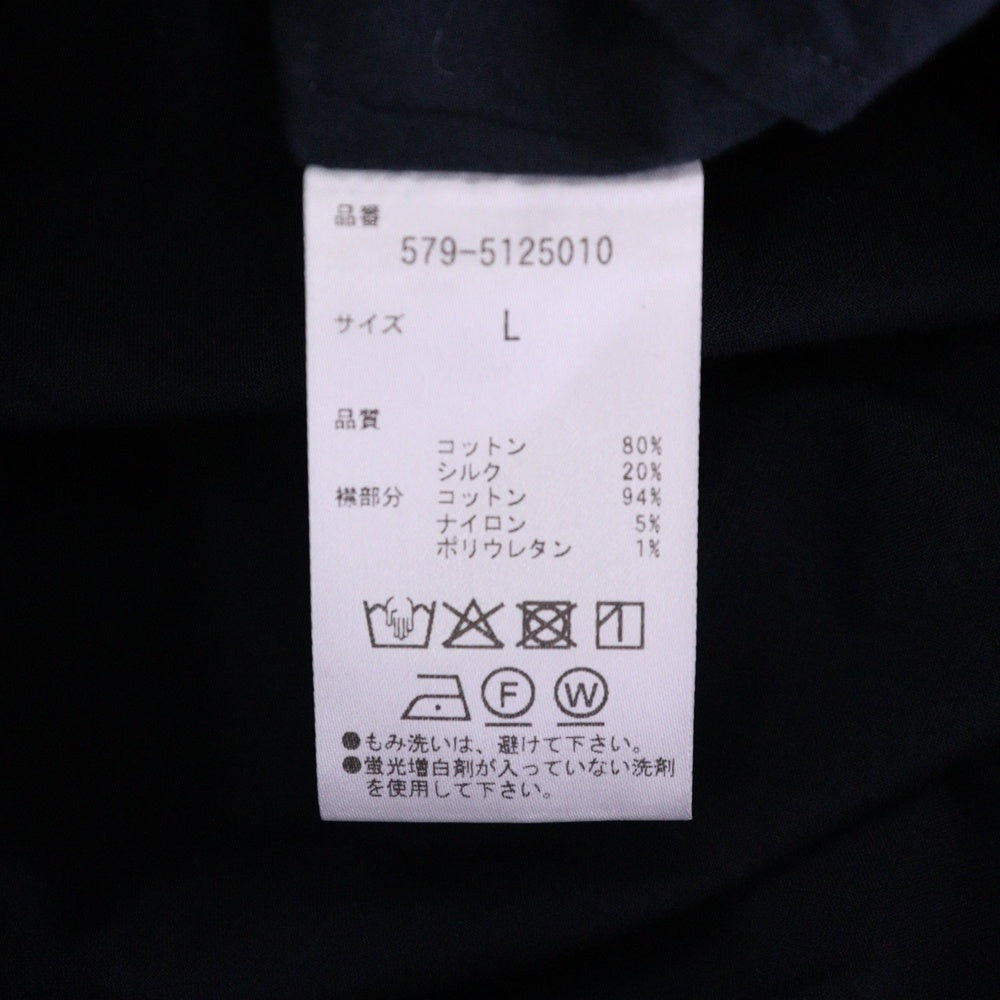 品番
579-5125010
サイズ L
品質
コットン 80%
シルク 20%
襟部分 コットン 94%
ナイロン 5%
ポリウレタン 1%
F W
●もみ洗いは、避けて下さい。
●蛍光増白剤が入っていない洗剤
を使用して下さい。